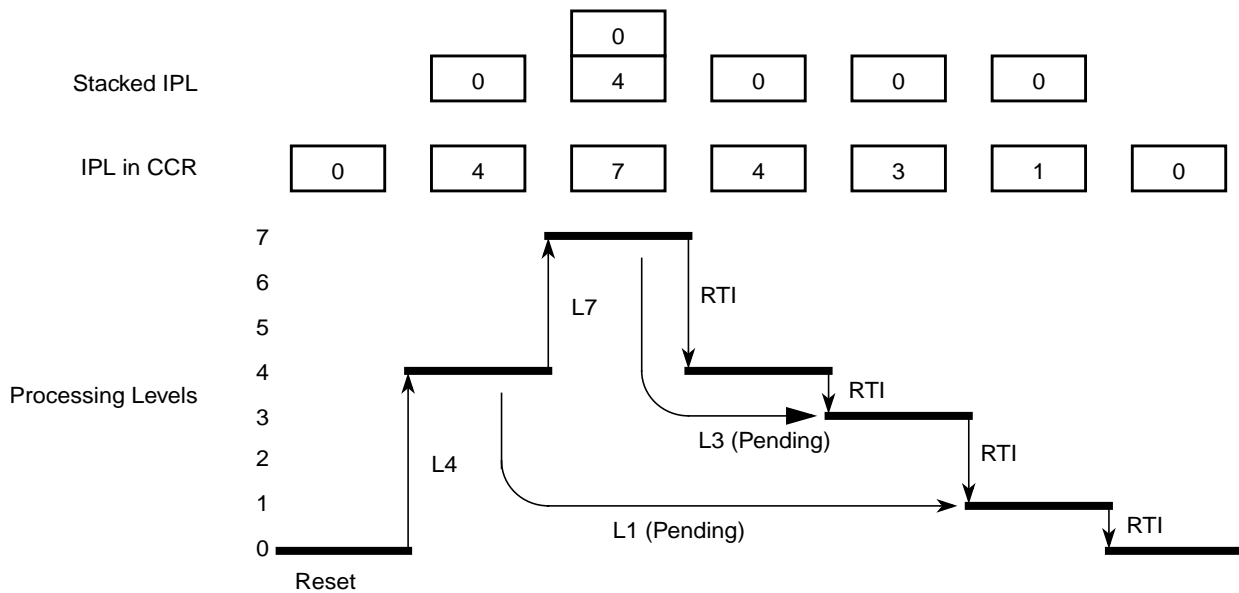 0
Stacked IPL 0 4 0 0 0
IPL in CCR 0 4 7 4 3 1 0
7
6 RTI
L7
5
4
Processing Levels RTI
3
L3 (Pending)
2 L4 RTI
1
L1 (Pending) RTI
0
Reset